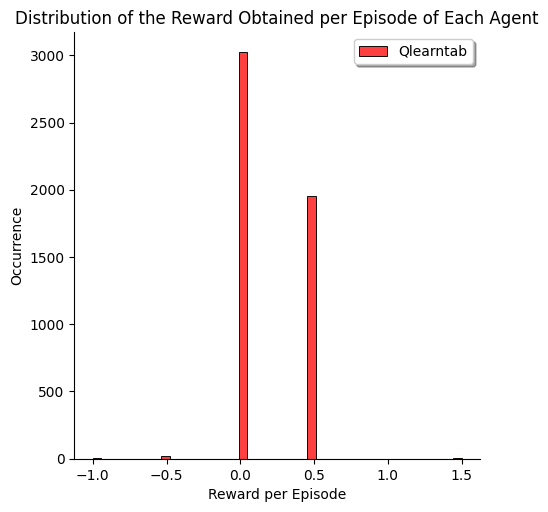 Distribution of the Reward Obtained per Episode of Each Agent
Qlearntab
3000
2500
2000
1500
1000
500
0
Occurrence
−1.0 −0.5 0.0 0.5 1.0 1.5
Reward per Episode